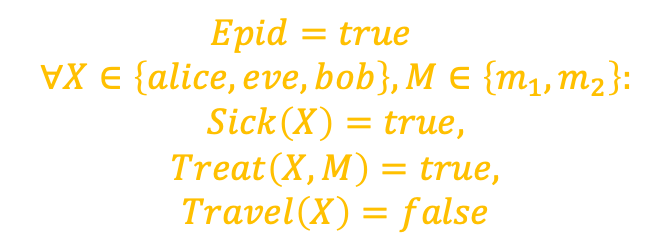 Epid = true
∀X ∈ {alice, eve, bob}, M ∈ {m₁, m₂}:
Sick(X) = true,
Treat(X, M) = true,
Travel(X) = false